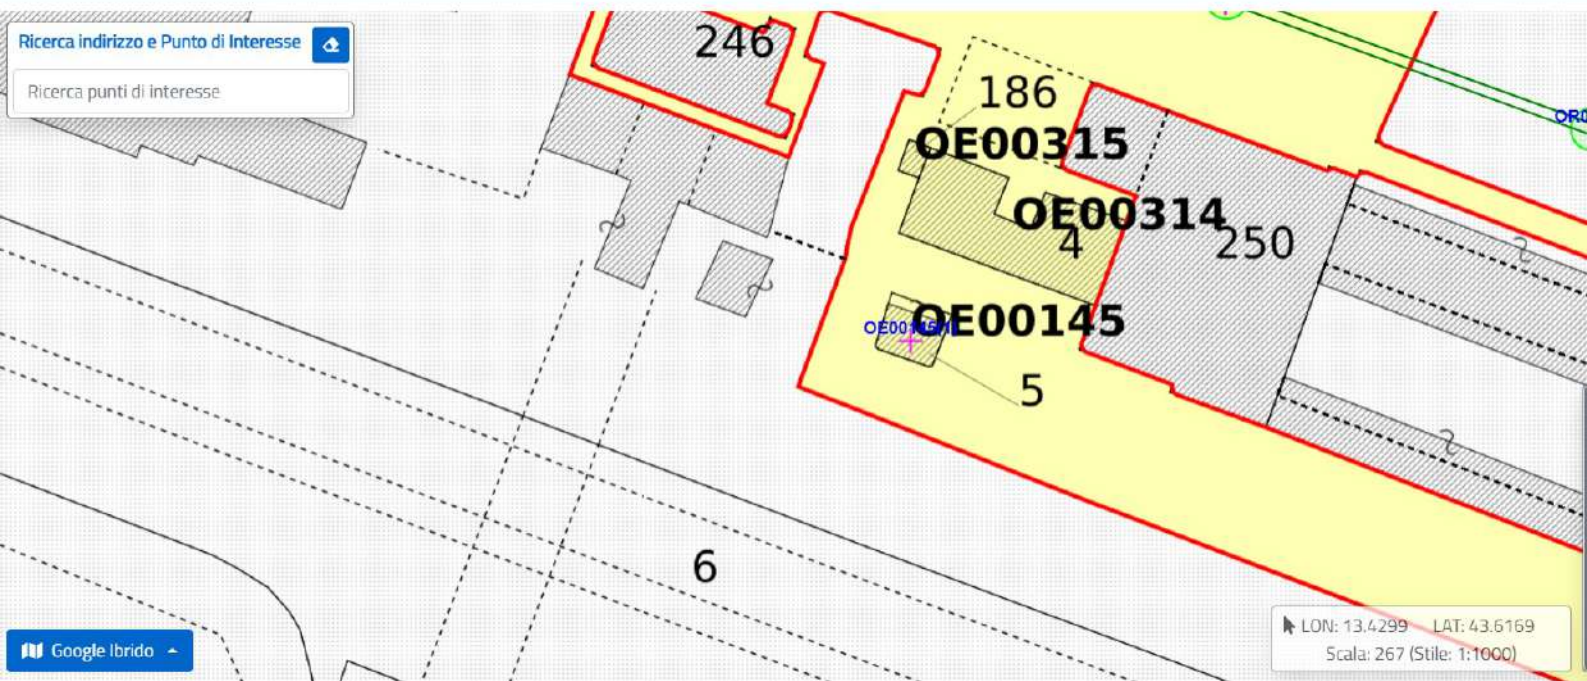 Ricerca indirizzo e Punto di Interesse
Ricerca punti di interesse
246
186
OE00315
OE00314
4
250
OE00145
5
6
Google Ibrido
LON: 13.4299 LAT: 43.6169
Scala: 267 (Stile: 1:1000)